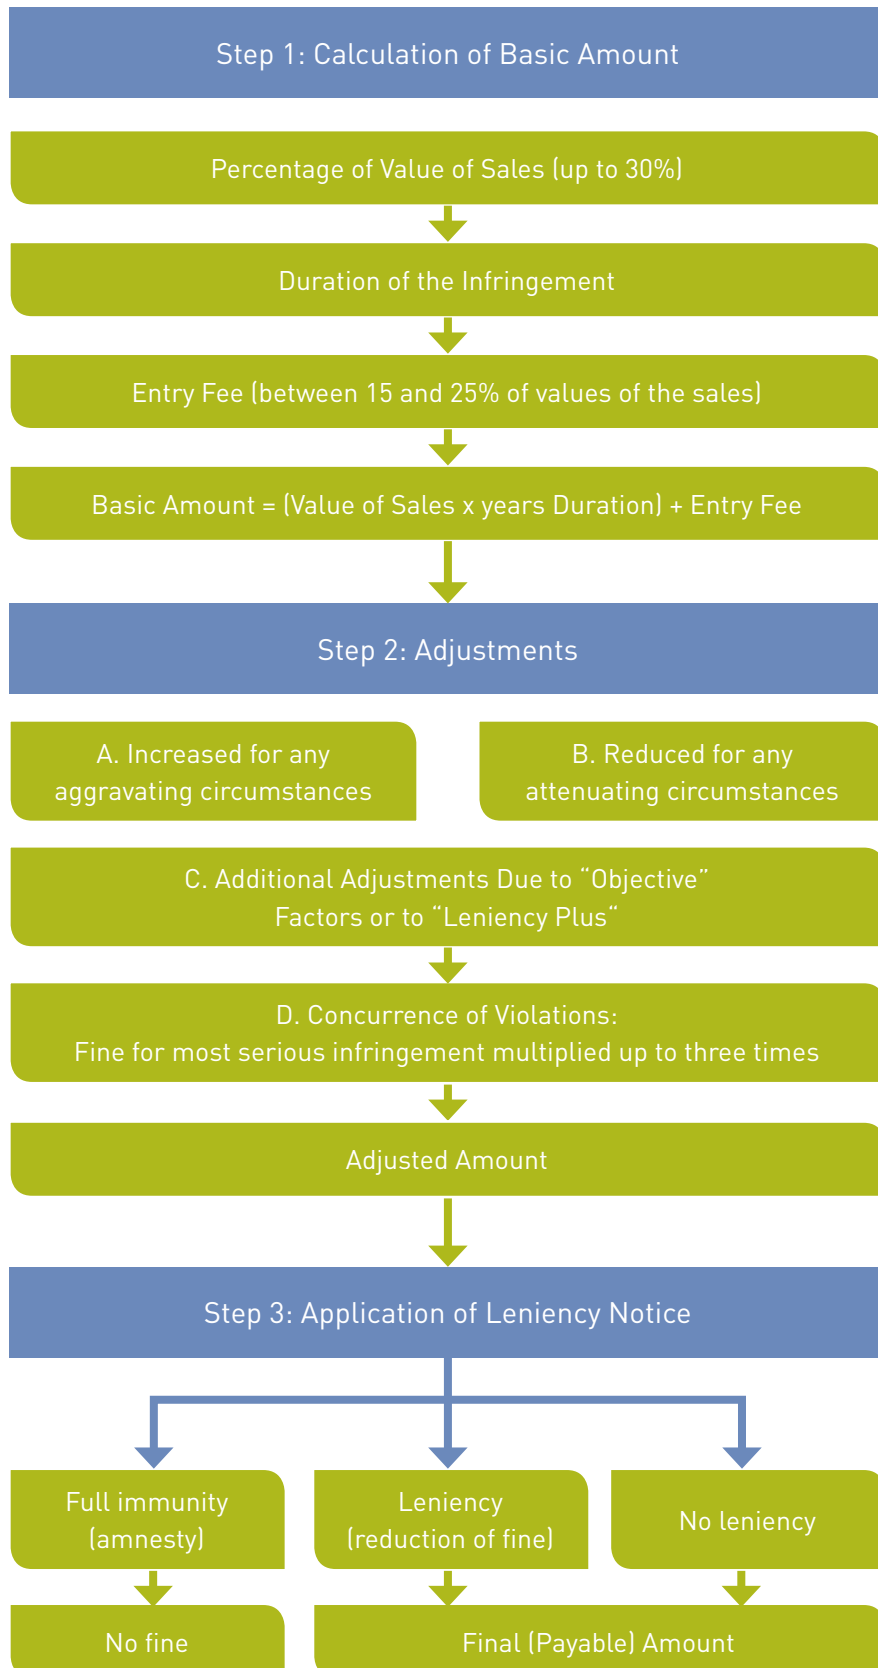 Step 1: Calculation of Basic Amount
Percentage of Value of Sales (up to 30%)
Duration of the Infringement
Entry Fee (between 15 and 25% of values of the sales)
Basic Amount = (Value of Sales x years Duration) + Entry Fee
Step 2: Adjustments
A. Increased for any
aggravating circumstances
B. Reduced for any
attenuating circumstances
C. Additional Adjustments Due to “Objective”
Factors or to “Leniency Plus“
D. Concurrence of Violations:
Fine for most serious infringement multiplied up to three times
Adjusted Amount
Step 3: Application of Leniency Notice
Full immunity
(amnesty)
Leniency
(reduction of fine)
No leniency
No fine
Final (Payable) Amount